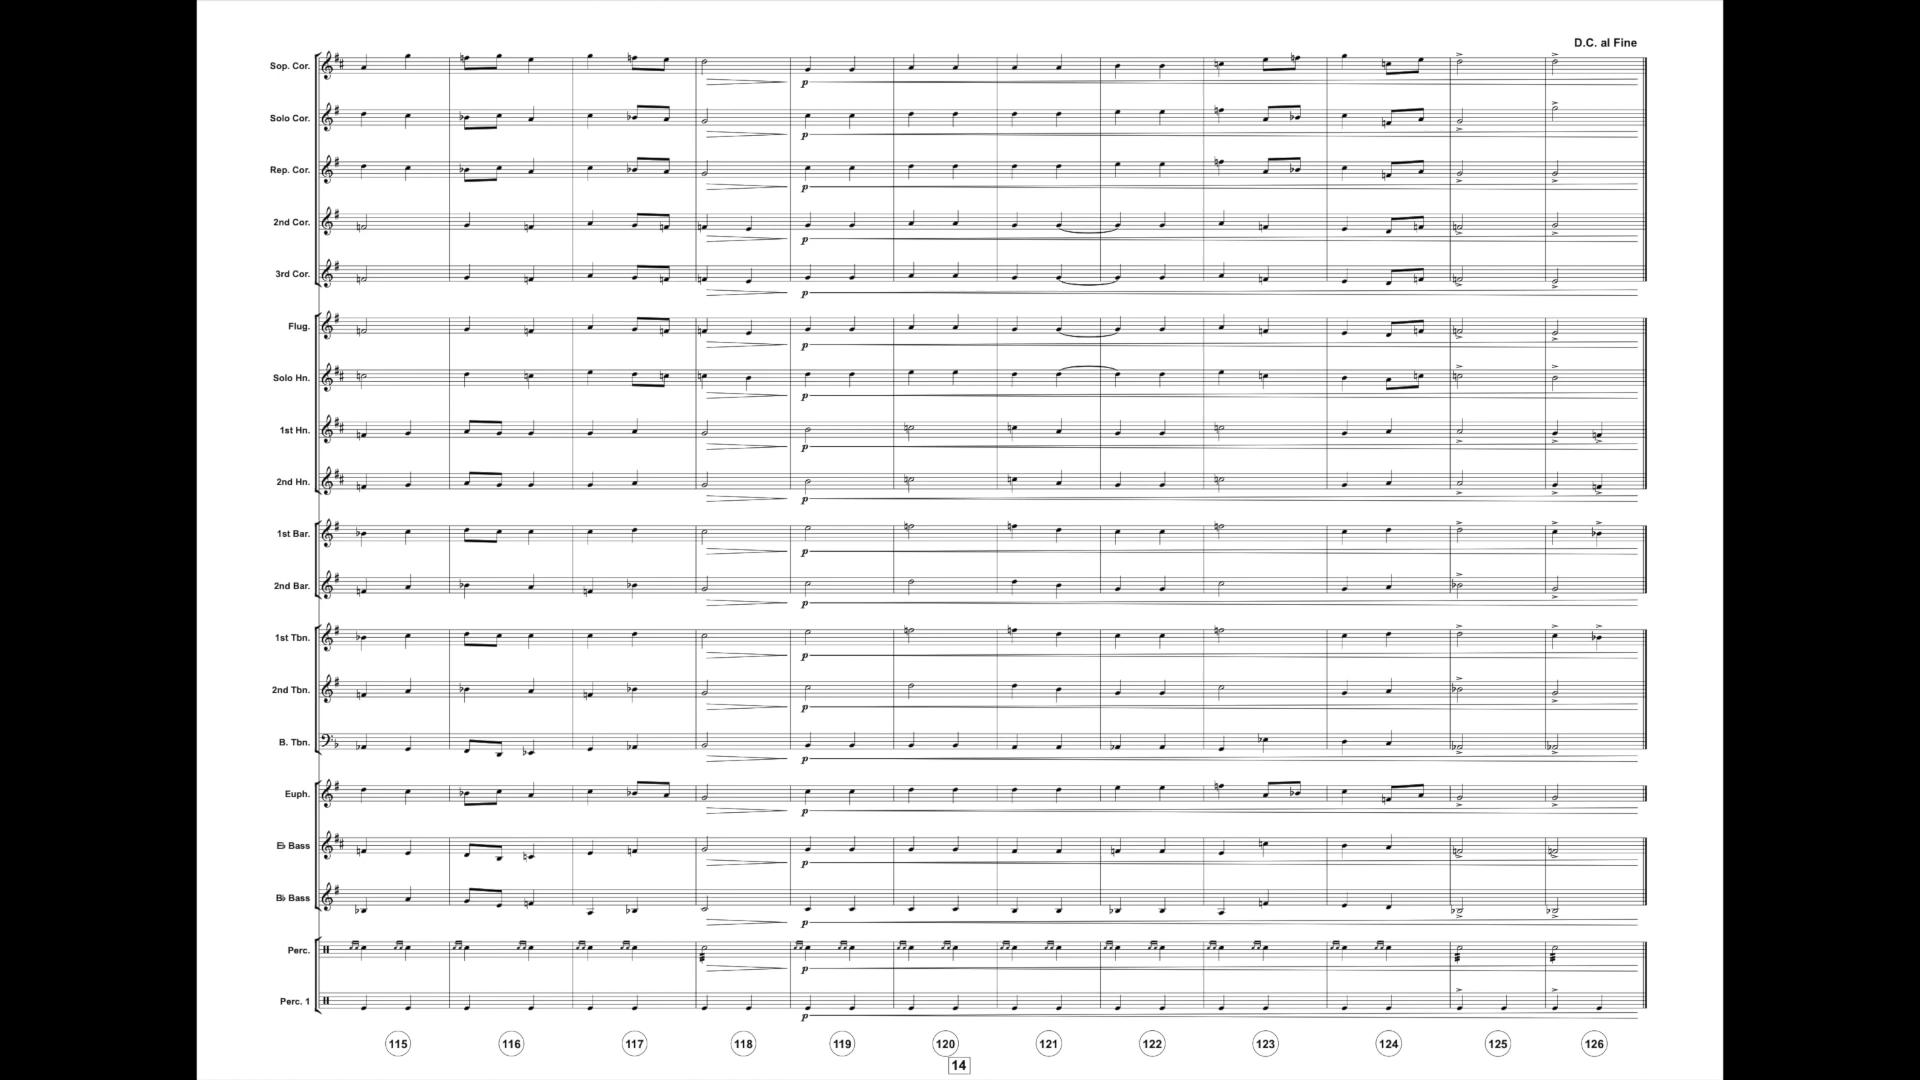 D.C. al Fine
Sop. Cor.
p
Solo Cor.
p
Rep. Cor.
p
2nd Cor.
p
3rd Cor.
p
Flug.
p
Solo Hn.
p
1st Hn.
p
2nd Hn.
p
1st Bar.
p
2nd Bar.
p
1st Tbn.
p
2nd Tbn.
p
B. Tbn.
p
Euph.
p
E♭ Bass
p
B♭ Bass
p
Perc.
p
Perc. 1
p
115 116 117 118 119 120 121 122 123 124 125 126
14